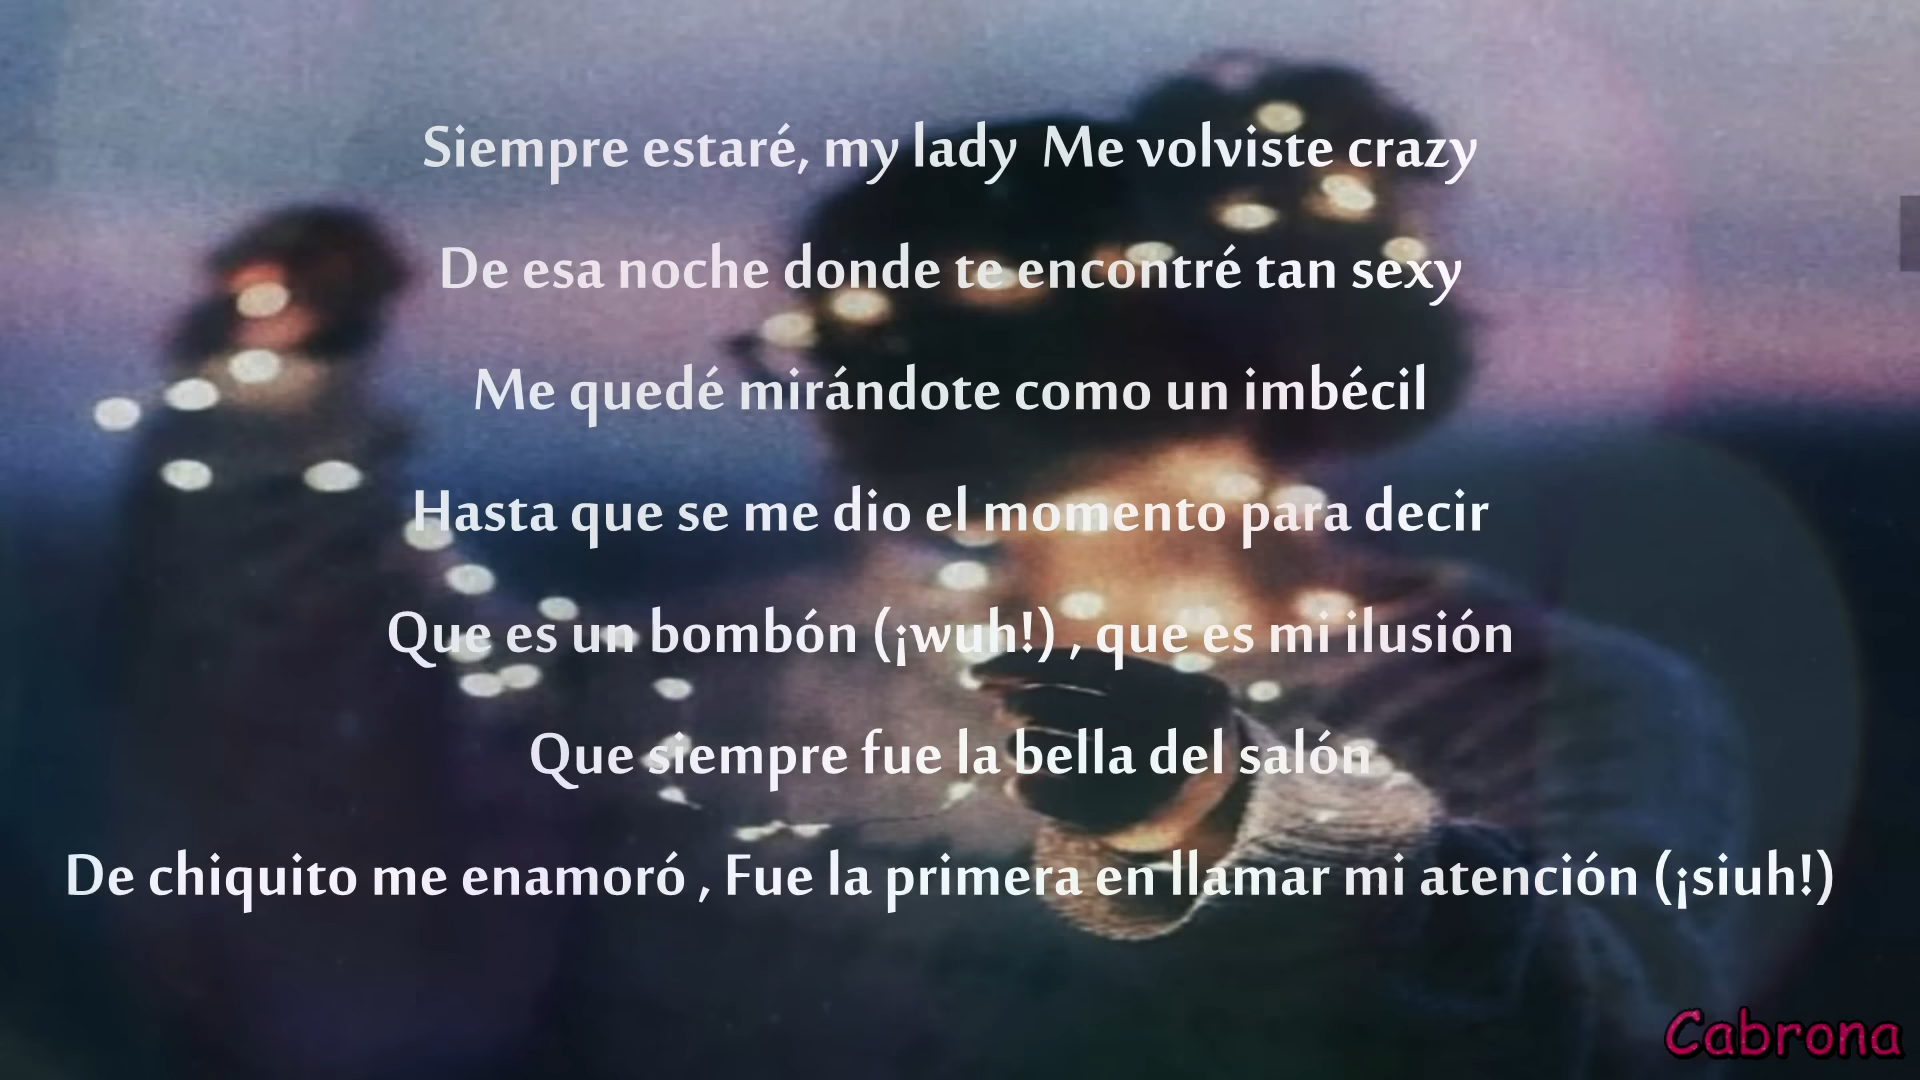 Siempre estaré, my lady  Me volviste crazy
De esa noche donde te encontré tan sexy
Me quedé mirándote como un imbécil
Hasta que se me dio el momento para decir
Que es un bombón (¡wuh!) , que es mi ilusión
Que siempre fue la bella del salón
De chiquito me enamoró , Fue la primera en llamar mi atención (¡siuh!)
Cabrona